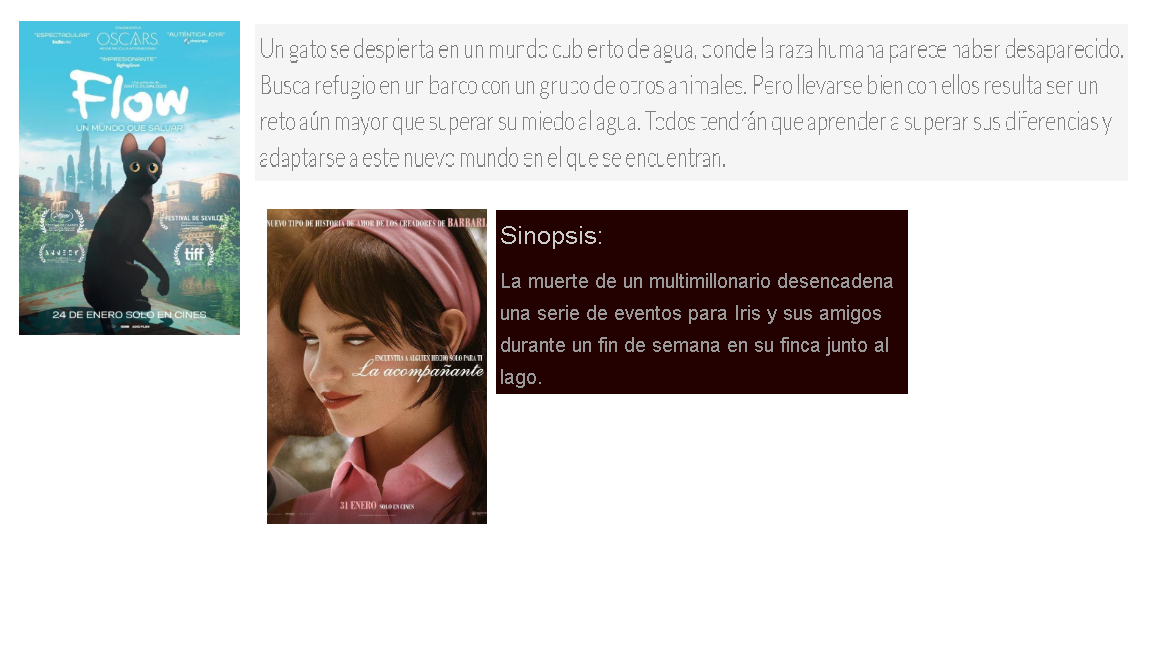 "ESPECTACULAR"
OSCARS
"AUTÉNTICA JOYA"
"IMPRESIONANTE"
Flow
UN MUNDO QUE SALVAR
FESTIVAL DE SEVILLA
ANNECY
tiff
24 DE ENERO SOLO EN CINES
Un gato se despierta en un mundo cubierto de agua, donde la raza humana parece haber desaparecido.
Busca refugio en un barco con un grupo de otros animales. Pero llevarse bien con ellos resulta ser un
reto aún mayor que superar su miedo al agua. Todos tendrán que aprender a superar sus diferencias y
adaptarse a este nuevo mundo en el que se encuentran.
NUEVO TIPO DE HISTORIA DE AMOR DE LOS CREADORES DE BARBARI
ENCUENTRA A ALGUIEN HECHO SOLO PARA TI
La acompañante
31 ENERO SOLO EN CINES
Sinopsis:
La muerte de un multimillonario desencadena
una serie de eventos para Iris y sus amigos
durante un fin de semana en su finca junto al
lago.